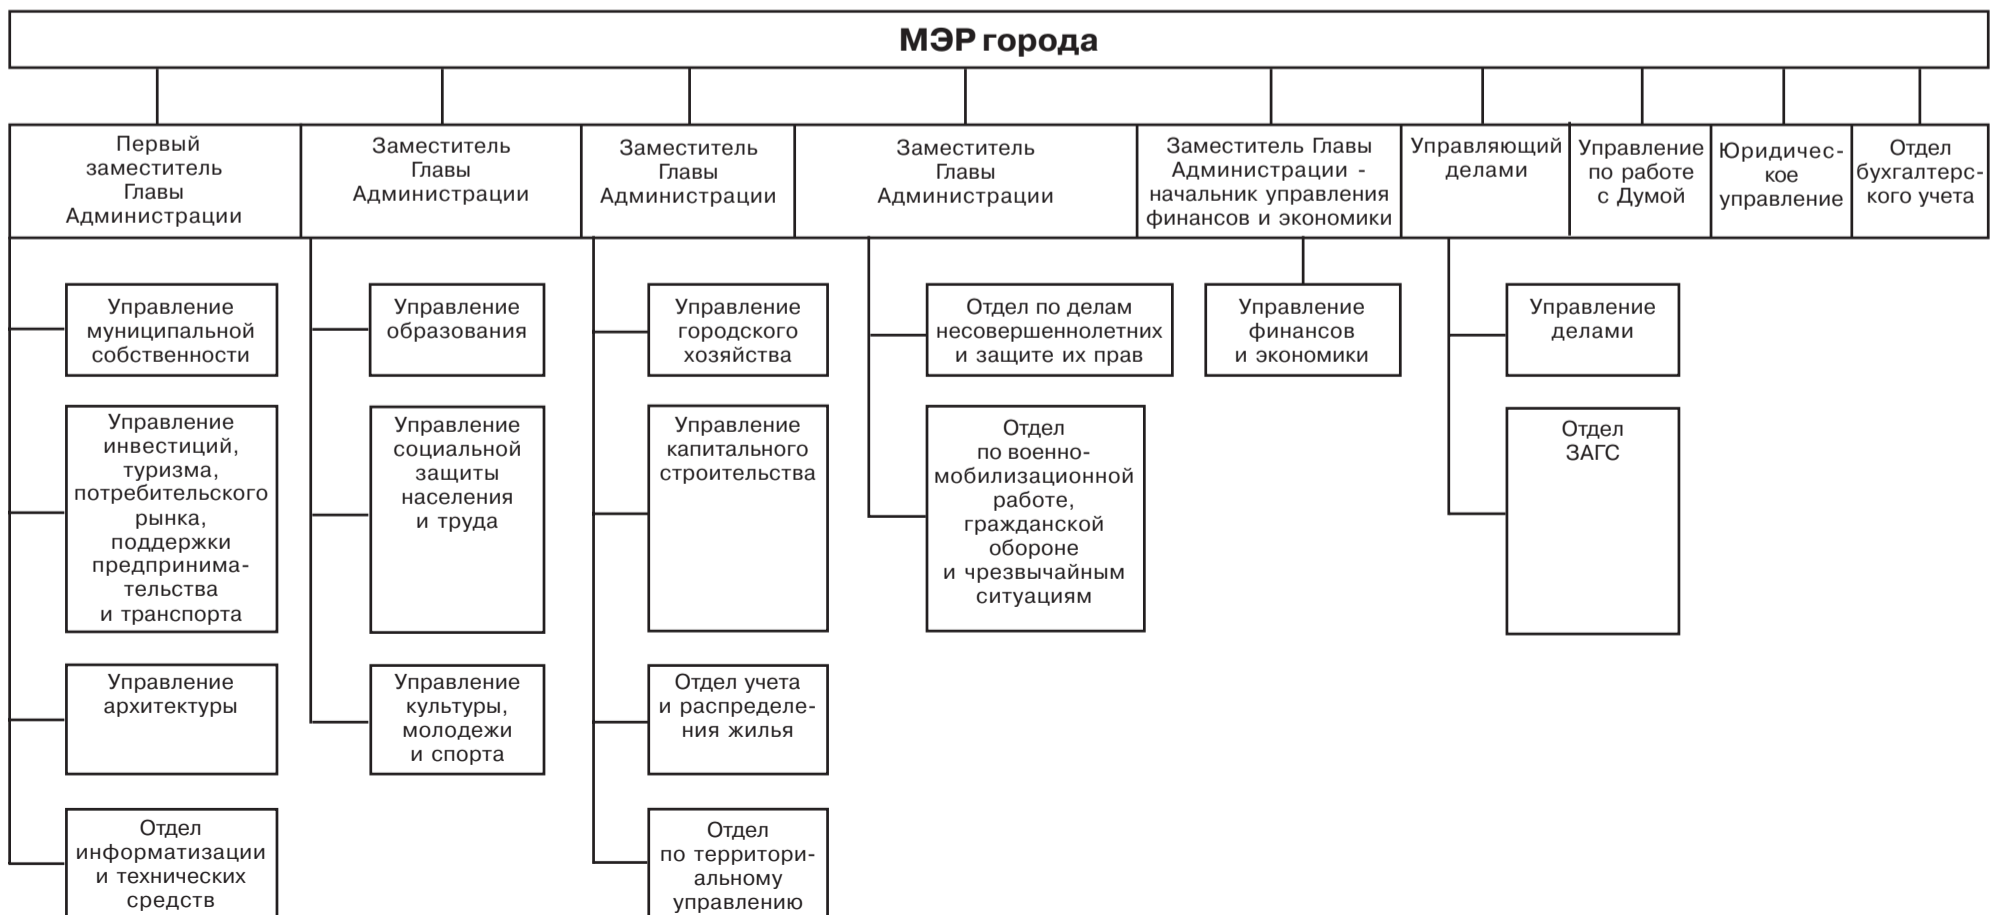 МЭР города
Первый
заместитель
Главы
Администрации
Заместитель
Главы
Администрации
Заместитель
Главы
Администрации
Заместитель
Главы
Администрации
Заместитель Главы
Администрации -
начальник управления
финансов и экономики
Управляющий
делами
Управление
по работе
с Думой
Юридичес-
кое
управление
Отдел
бухгалтерс-
кого учета
Управление
муниципальной
собственности
Управление
инвестиций,
туризма,
потребительского
рынка,
поддержки
предпринима-
тельства
и транспорта
Управление
архитектуры
Отдел
информатизации
и технических
средств
Управление
образования
Управление
социальной
защиты
населения
и труда
Управление
культуры,
молодежи
и спорта
Управление
городского
хозяйства
Управление
капитального
строительства
Отдел учета
и распределе-
ния жилья
Отдел
по территори-
альному
управлению
Отдел по делам
несовершеннолетних
и защите их прав
Отдел
по военно-
мобилизационной
работе,
гражданской
обороне
и чрезвычайным
ситуациям
Управление
финансов
и экономики
Управление
делами
Отдел
ЗАГС